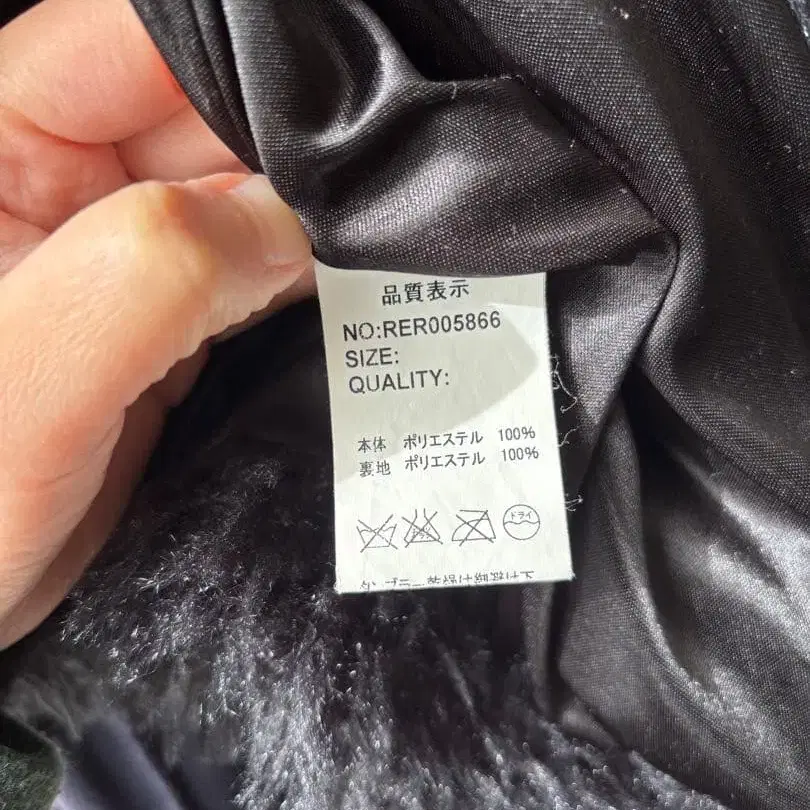 品質表示
NO:RER005866
SIZE:
QUALITY:
本体 ポリエステル 100%
裏地 ポリエステル 100%
ドライ